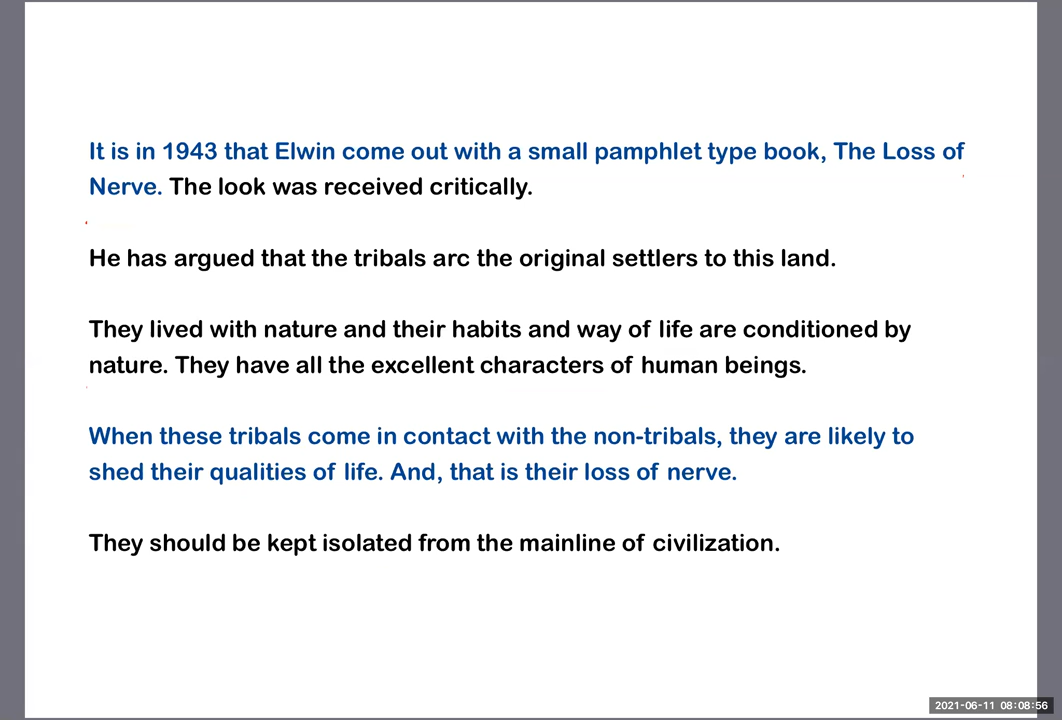 It is in 1943 that Elwin come out with a small pamphlet type book, The Loss of
Nerve. The look was received critically.
He has argued that the tribals arc the original settlers to this land.
They lived with nature and their habits and way of life are conditioned by
nature. They have all the excellent characters of human beings.
When these tribals come in contact with the non-tribals, they are likely to
shed their qualities of life. And, that is their loss of nerve.
They should be kept isolated from the mainline of civilization.
2021-06-11 08:08:56